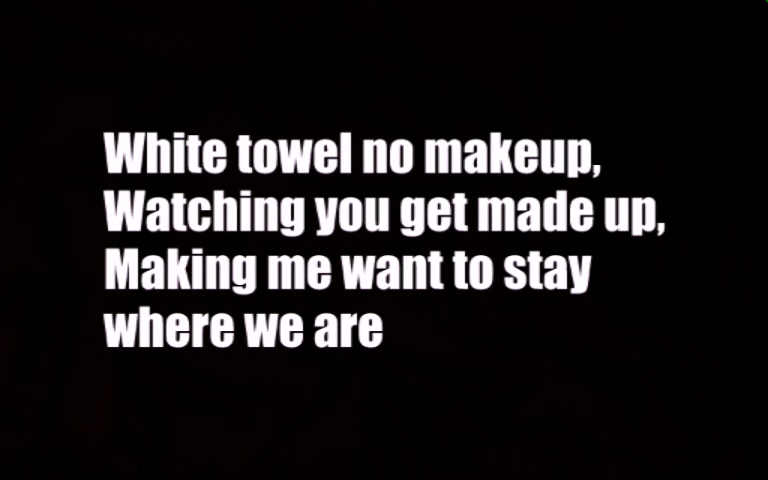 White towel no makeup,
Watching you get made up,
Making me want to stay
where we are